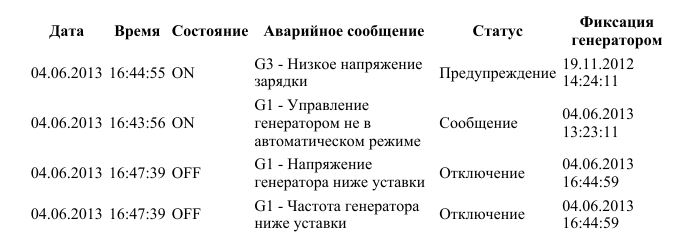 Дата Время Состояние Аварийное сообщение Статус Фиксация генератором
04.06.2013 16:44:55 ON G3 - Низкое напряжение зарядки Предупреждение 19.11.2012 14:24:11
04.06.2013 16:43:56 ON G1 - Управление генератором не в автоматическом режиме Сообщение 04.06.2013 13:23:11
04.06.2013 16:47:39 OFF G1 - Напряжение генератора ниже уставки Отключение 04.06.2013 16:44:59
04.06.2013 16:47:39 OFF G1 - Частота генератора ниже уставки Отключение 04.06.2013 16:44:59